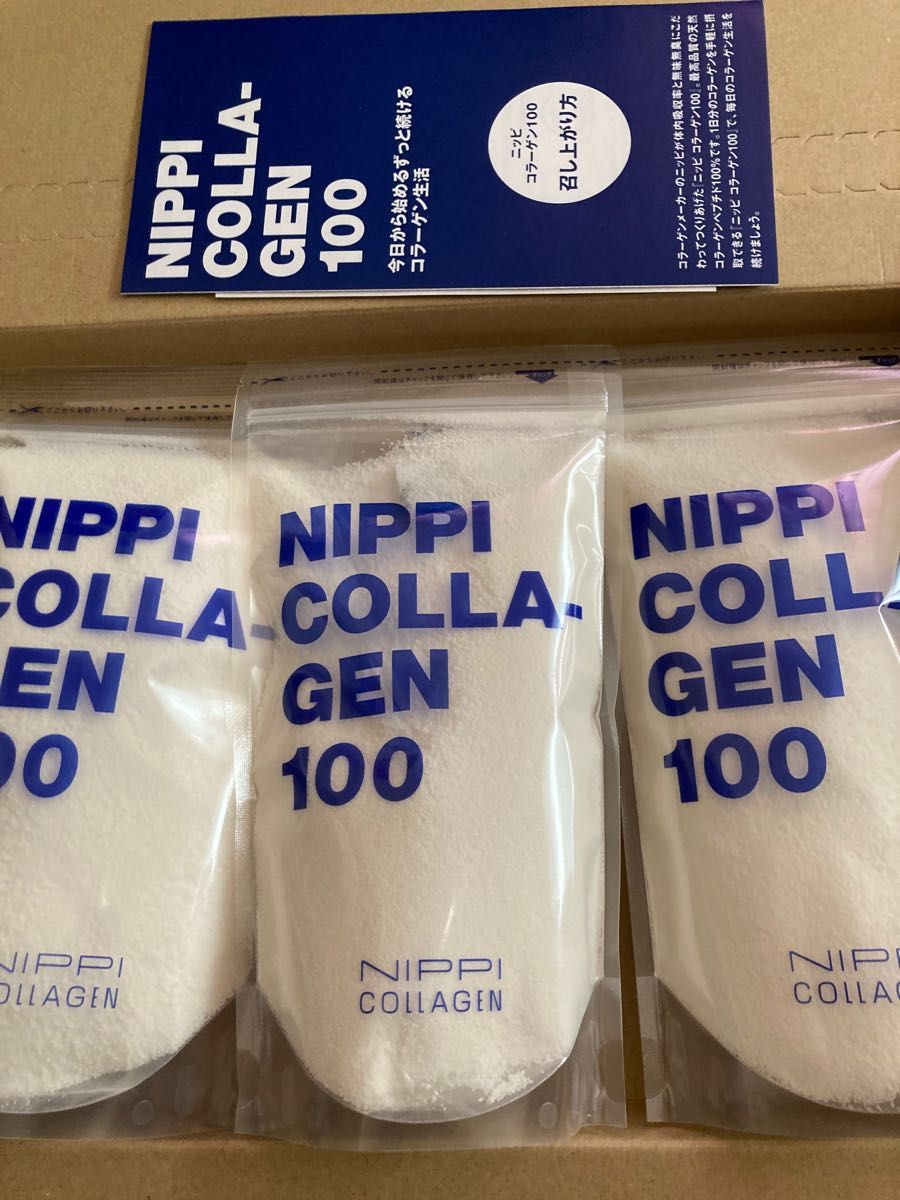 NIPPI
COLLA-
GEN
100
今日から始めるずっと続ける
コラーゲン生活
ニッピ
コラーゲン100
召し上がり方
コラーゲンメーカーのニッピが体内吸収率と無味無臭にこだ
わってつくりあげた『ニッピ コラーゲン100』。最高品質の天然
コラーゲンペプチド100%です。1日分のコラーゲンを手軽に摂
取できる『ニッピ コラーゲン100』で、毎日のコラーゲン生活を
続けましょう。
NIPPI
COLLA-
EN
00
NIPPI
COLLAGEN
NIPPI
COLLA-
GEN
100
NIPPI
COLLAGEN
NIPPI
COLL
GEN
100
NIPP
COLLAG